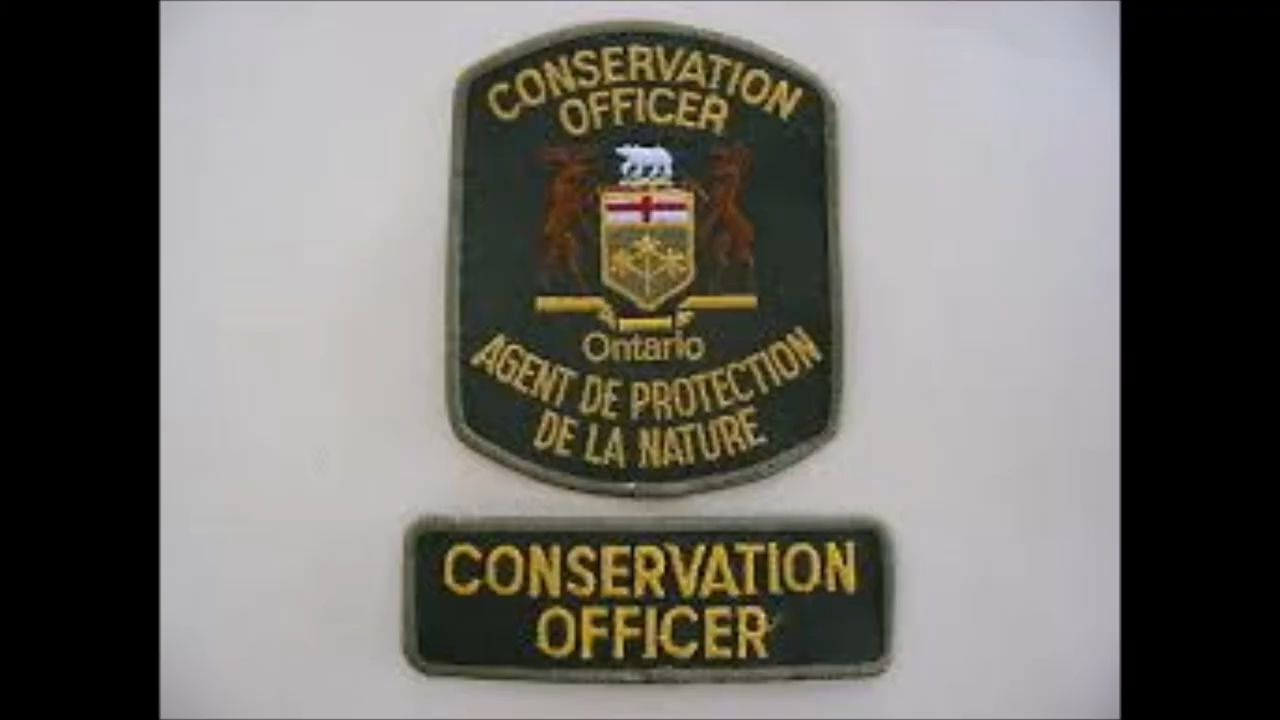 CONSERVATION
OFFICER
Ontario
AGENT DE PROTECTION
DE LA NATURE
CONSERVATION
OFFICER